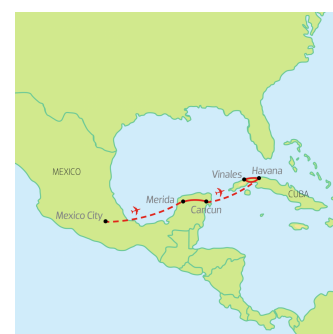 Vinales
Havana
MEXICO
CUBA
Merida
Cancun
Mexico City